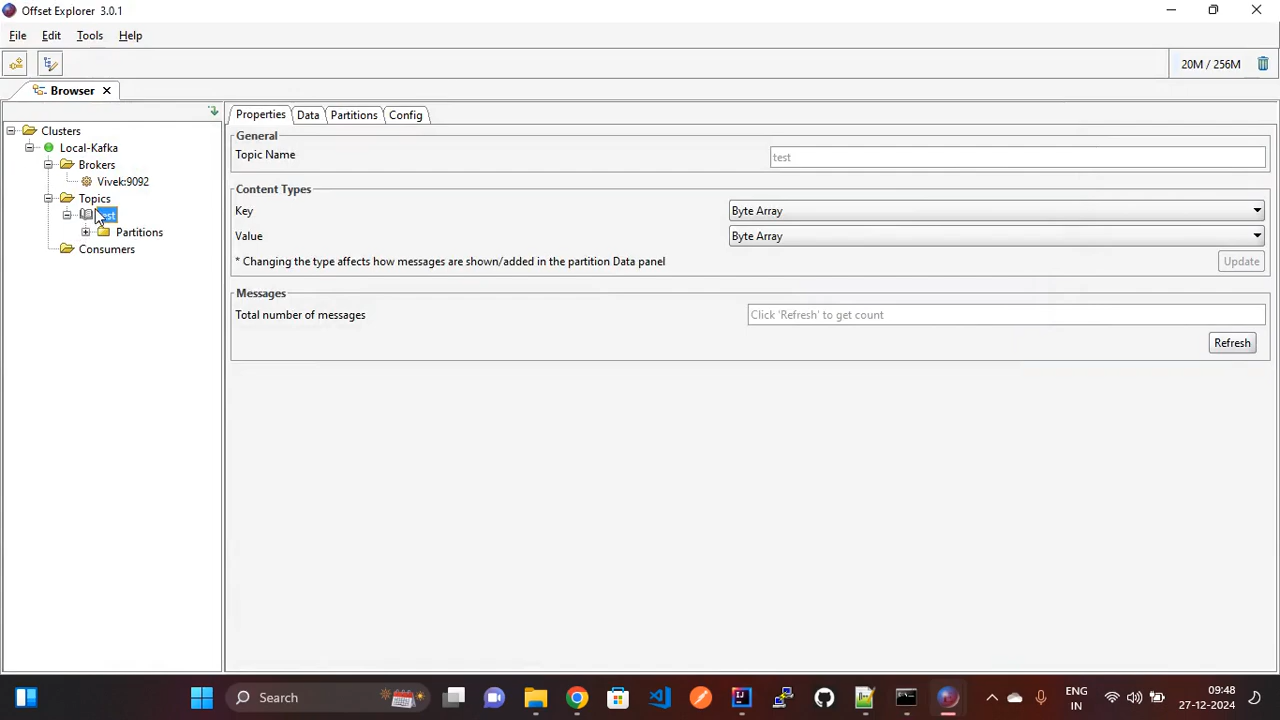 Offset Explorer 3.0.1
File Edit Tools Help
20M / 256M
Browser
Properties Data Partitions Config
Clusters
Local-Kafka
Brokers
Vivek:9092
Topics
Partitions
Consumers
General
Topic Name test
Content Types
Key Byte Array
Value Byte Array
* Changing the type affects how messages are shown/added in the partition Data panel Update
Messages
Total number of messages Click 'Refresh' to get count
Refresh
Search
ENG
IN
09:48
27-12-2024